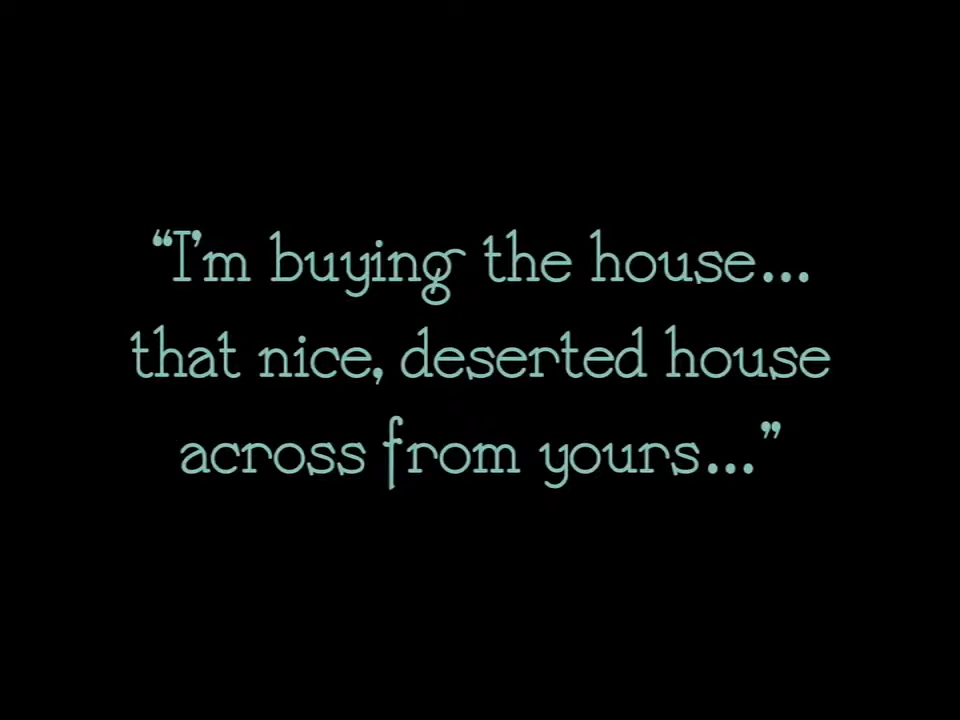 “I’m buying the house...
that nice, deserted house
across from yours...”